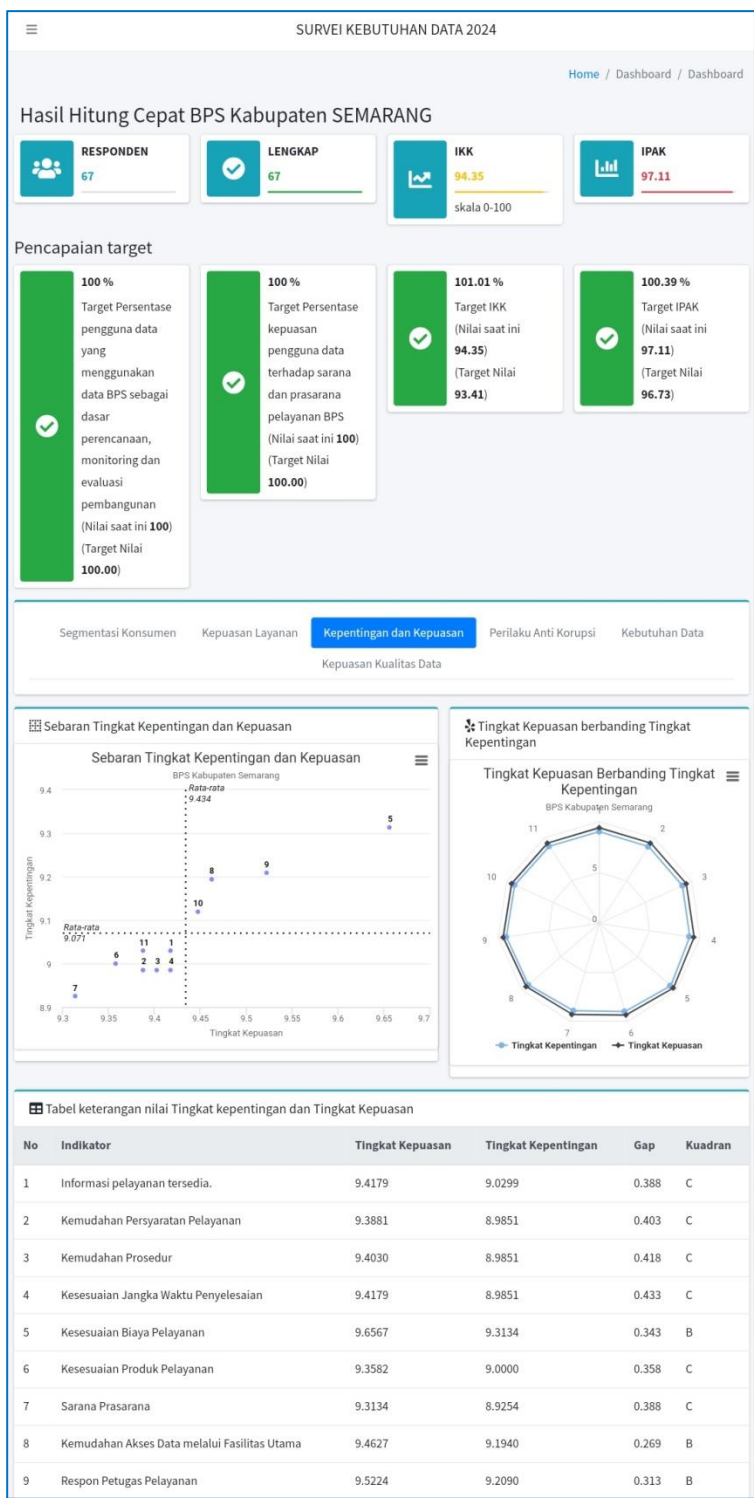 SURVEI KEBUTUHAN DATA 2024
Home / Dashboard / Dashboard
Hasil Hitung Cepat BPS Kabupaten SEMARANG
RESPONDEN
67
LENGKAP
67
IKK
94.35
skala 0-100
IPAK
97.11
Pencapaian target
100 %
Target Persentase
pengguna data
yang
menggunakan
data BPS sebagai
dasar
perencanaan,
monitoring dan
evaluasi
pembangunan
(Nilai saat ini 100)
(Target Nilai
100.00)
100 %
Target Persentase
kepuasan
pengguna data
terhadap sarana
dan prasarana
pelayanan BPS
(Nilai saat ini 100)
(Target Nilai
100.00)
101.01 %
Target IKK
(Nilai saat ini
94.35)
(Target Nilai
93.41)
100.39 %
Target IPAK
(Nilai saat ini
97.11)
(Target Nilai
96.73)
Segmentasi Konsumen Kepuasan Layanan Kepentingan dan Kepuasan Perilaku Anti Korupsi Kebutuhan Data
Kepuasan Kualitas Data
Sebaran Tingkat Kepentingan dan Kepuasan
Sebaran Tingkat Kepentingan dan Kepuasan
BPS Kabupaten Semarang
Rata-rata
9.434
Rata-rata
9.071
Tingkat Kepentingan
9.4
9.3
9.2
9.1
9
8.9
5
9
8
10
11 1
6 2 3 4
7
9.3 9.35 9.4 9.45 9.5 9.55 9.6 9.65 9.7
Tingkat Kepuasan
Tingkat Kepuasan berbanding Tingkat
Kepentingan
Tingkat Kepuasan Berbanding Tingkat
Kepentingan
BPS Kabupaten Semarang
1
11 2
10 3
5
0
9 4
8 5
7 6
Tingkat Kepentingan Tingkat Kepuasan
Tabel keterangan nilai Tingkat kepentingan dan Tingkat Kepuasan
No Indikator Tingkat Kepuasan Tingkat Kepentingan Gap Kuadran
1 Informasi pelayanan tersedia. 9.4179 9.0299 0.388 C
2 Kemudahan Persyaratan Pelayanan 9.3881 8.9851 0.403 C
3 Kemudahan Prosedur 9.4030 8.9851 0.418 C
4 Kesesuaian Jangka Waktu Penyelesaian 9.4179 8.9851 0.433 C
5 Kesesuaian Biaya Pelayanan 9.6567 9.3134 0.343 B
6 Kesesuaian Produk Pelayanan 9.3582 9.0000 0.358 C
7 Sarana Prasarana 9.3134 8.9254 0.388 C
8 Kemudahan Akses Data melalui Fasilitas Utama 9.4627 9.1940 0.269 B
9 Respon Petugas Pelayanan 9.5224 9.2090 0.313 B